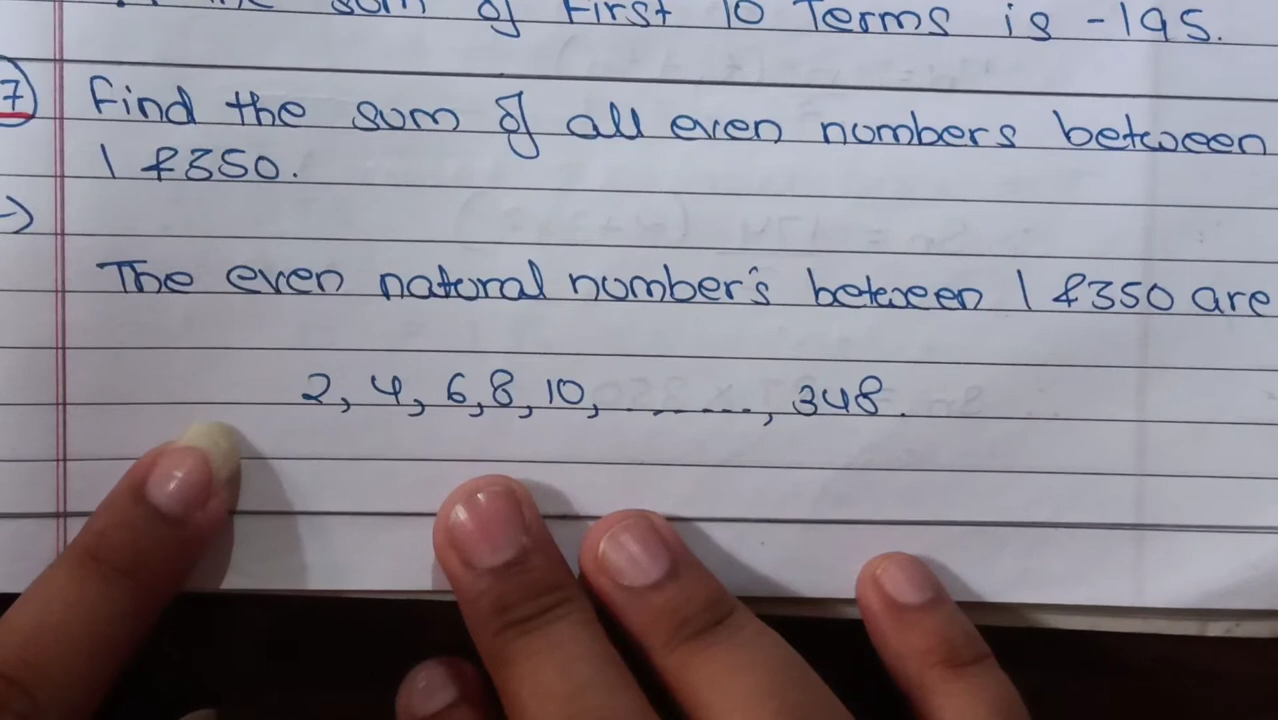 sum of First 10 Terms is -195.
7 Find the sum of all even numbers between
1 & 350.
→
The even natural number's between 1 & 350 are
2, 4, 6, 8, 10, ------, 348.